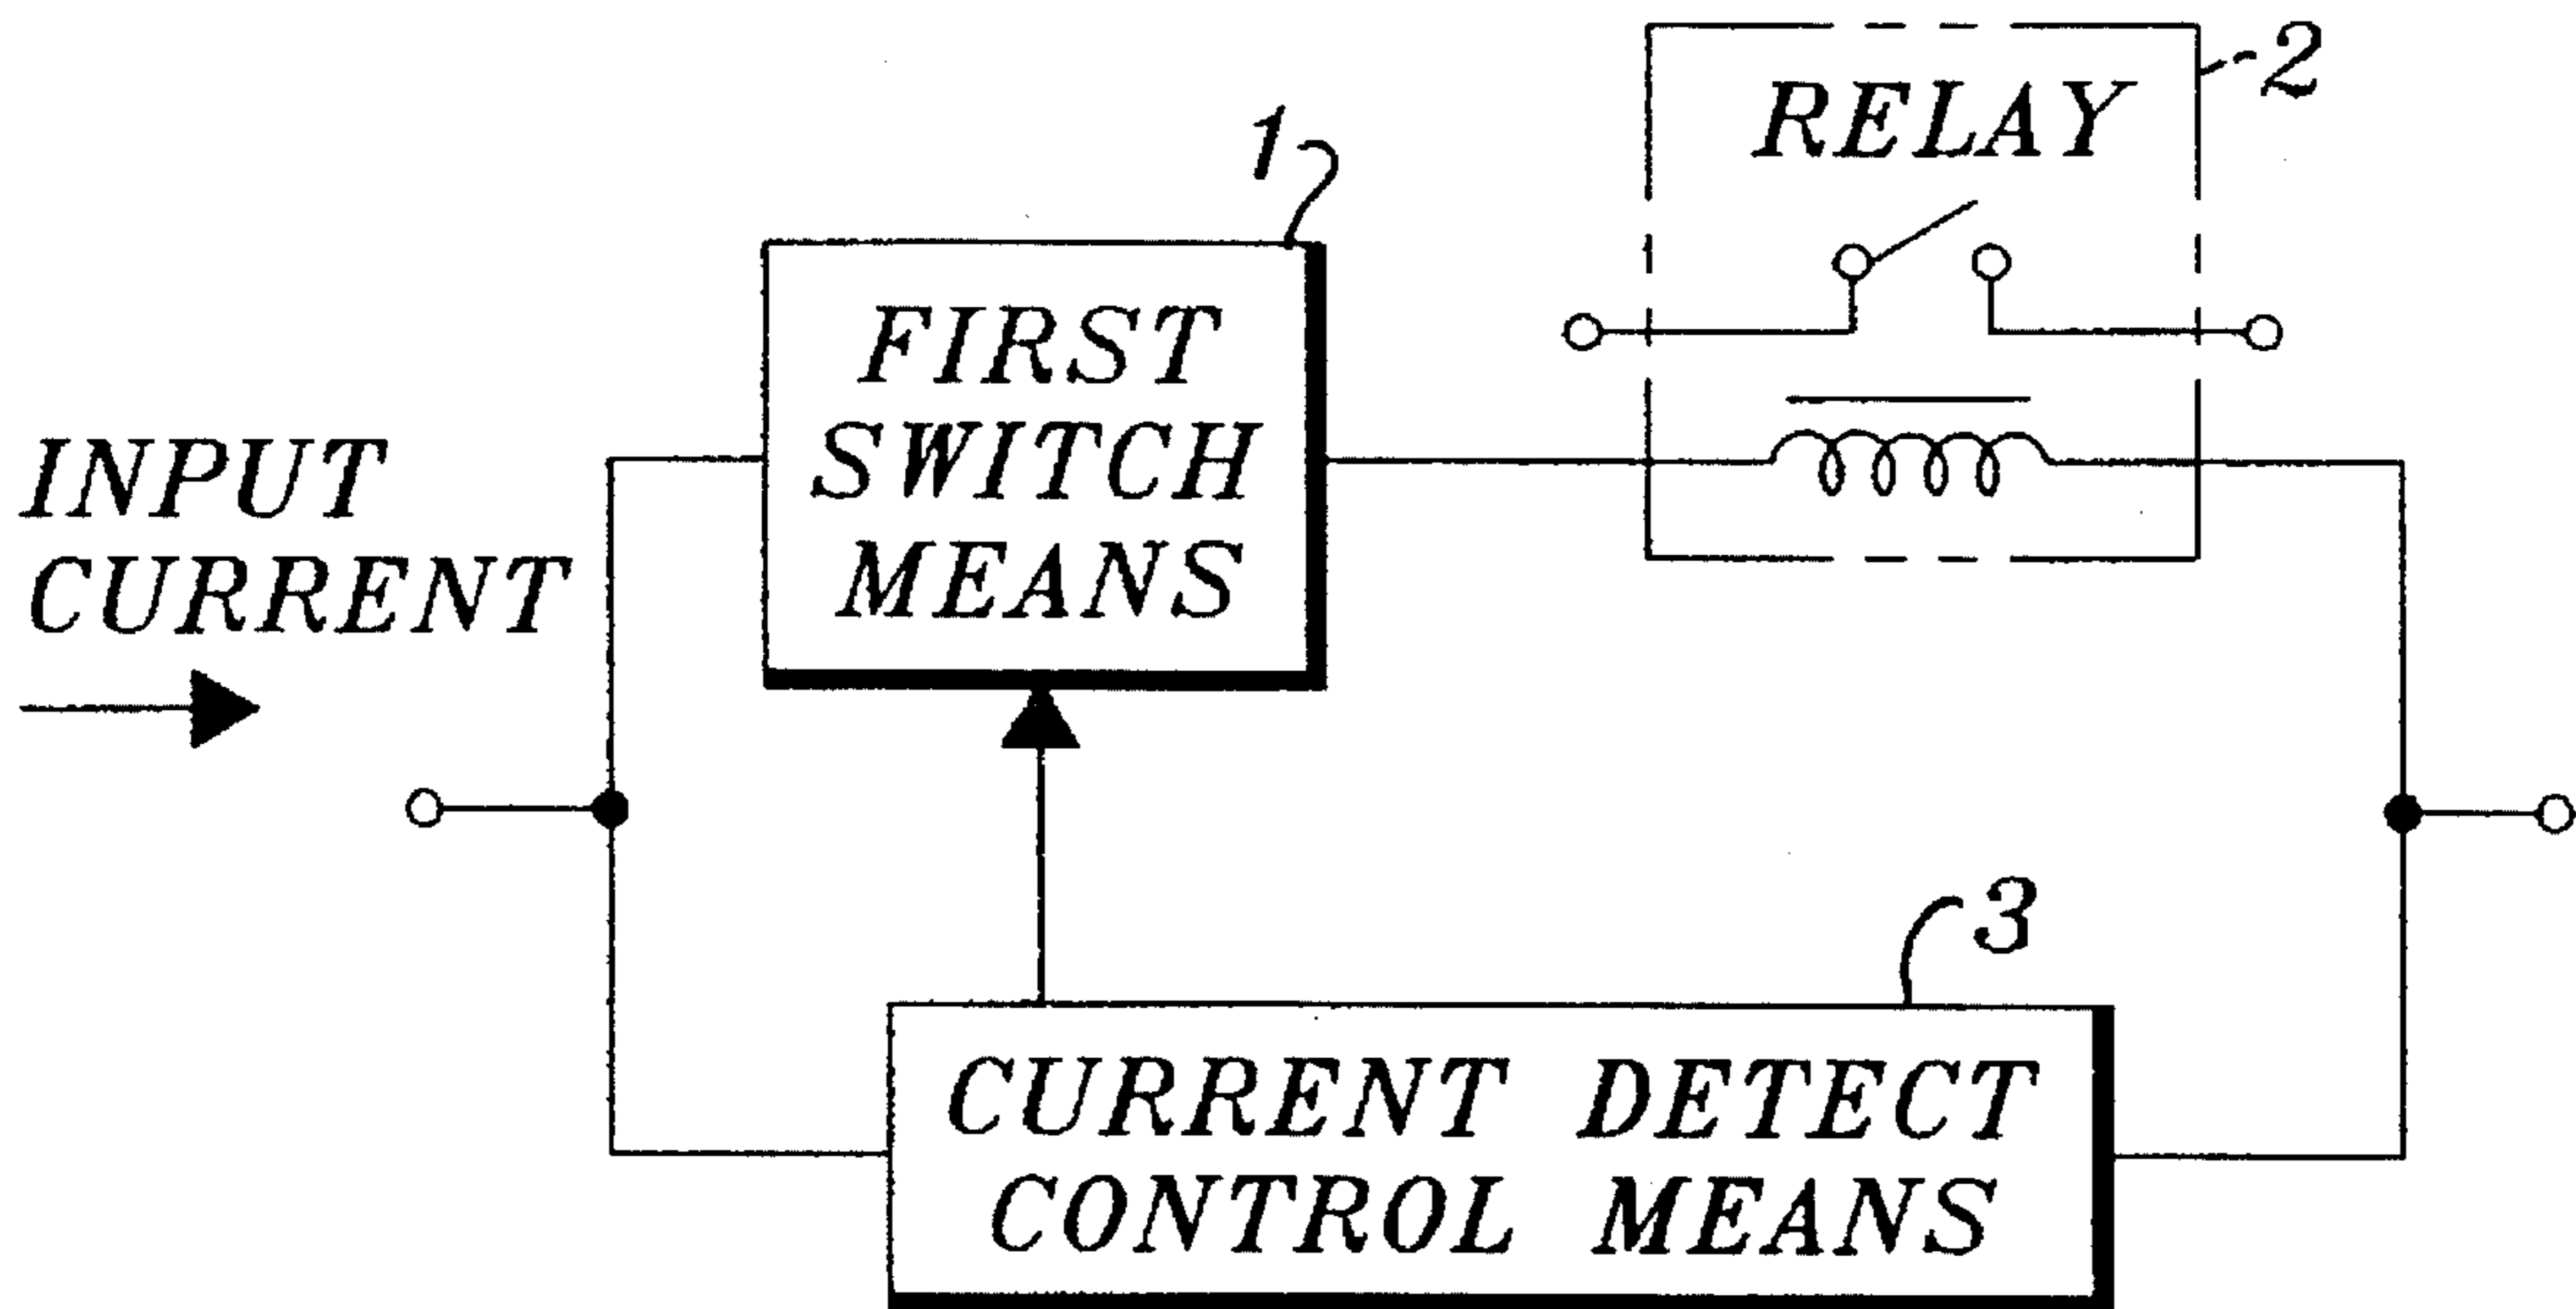 2
RELAY
1
FIRST
SWITCH
MEANS
INPUT
CURRENT
3
CURRENT DETECT
CONTROL MEANS